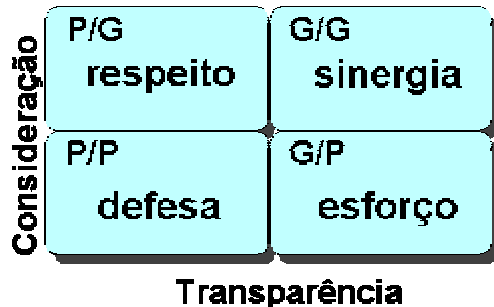 Consideração
P/G
respeito
G/G
sinergia
P/P
defesa
G/P
esforço
Transparência